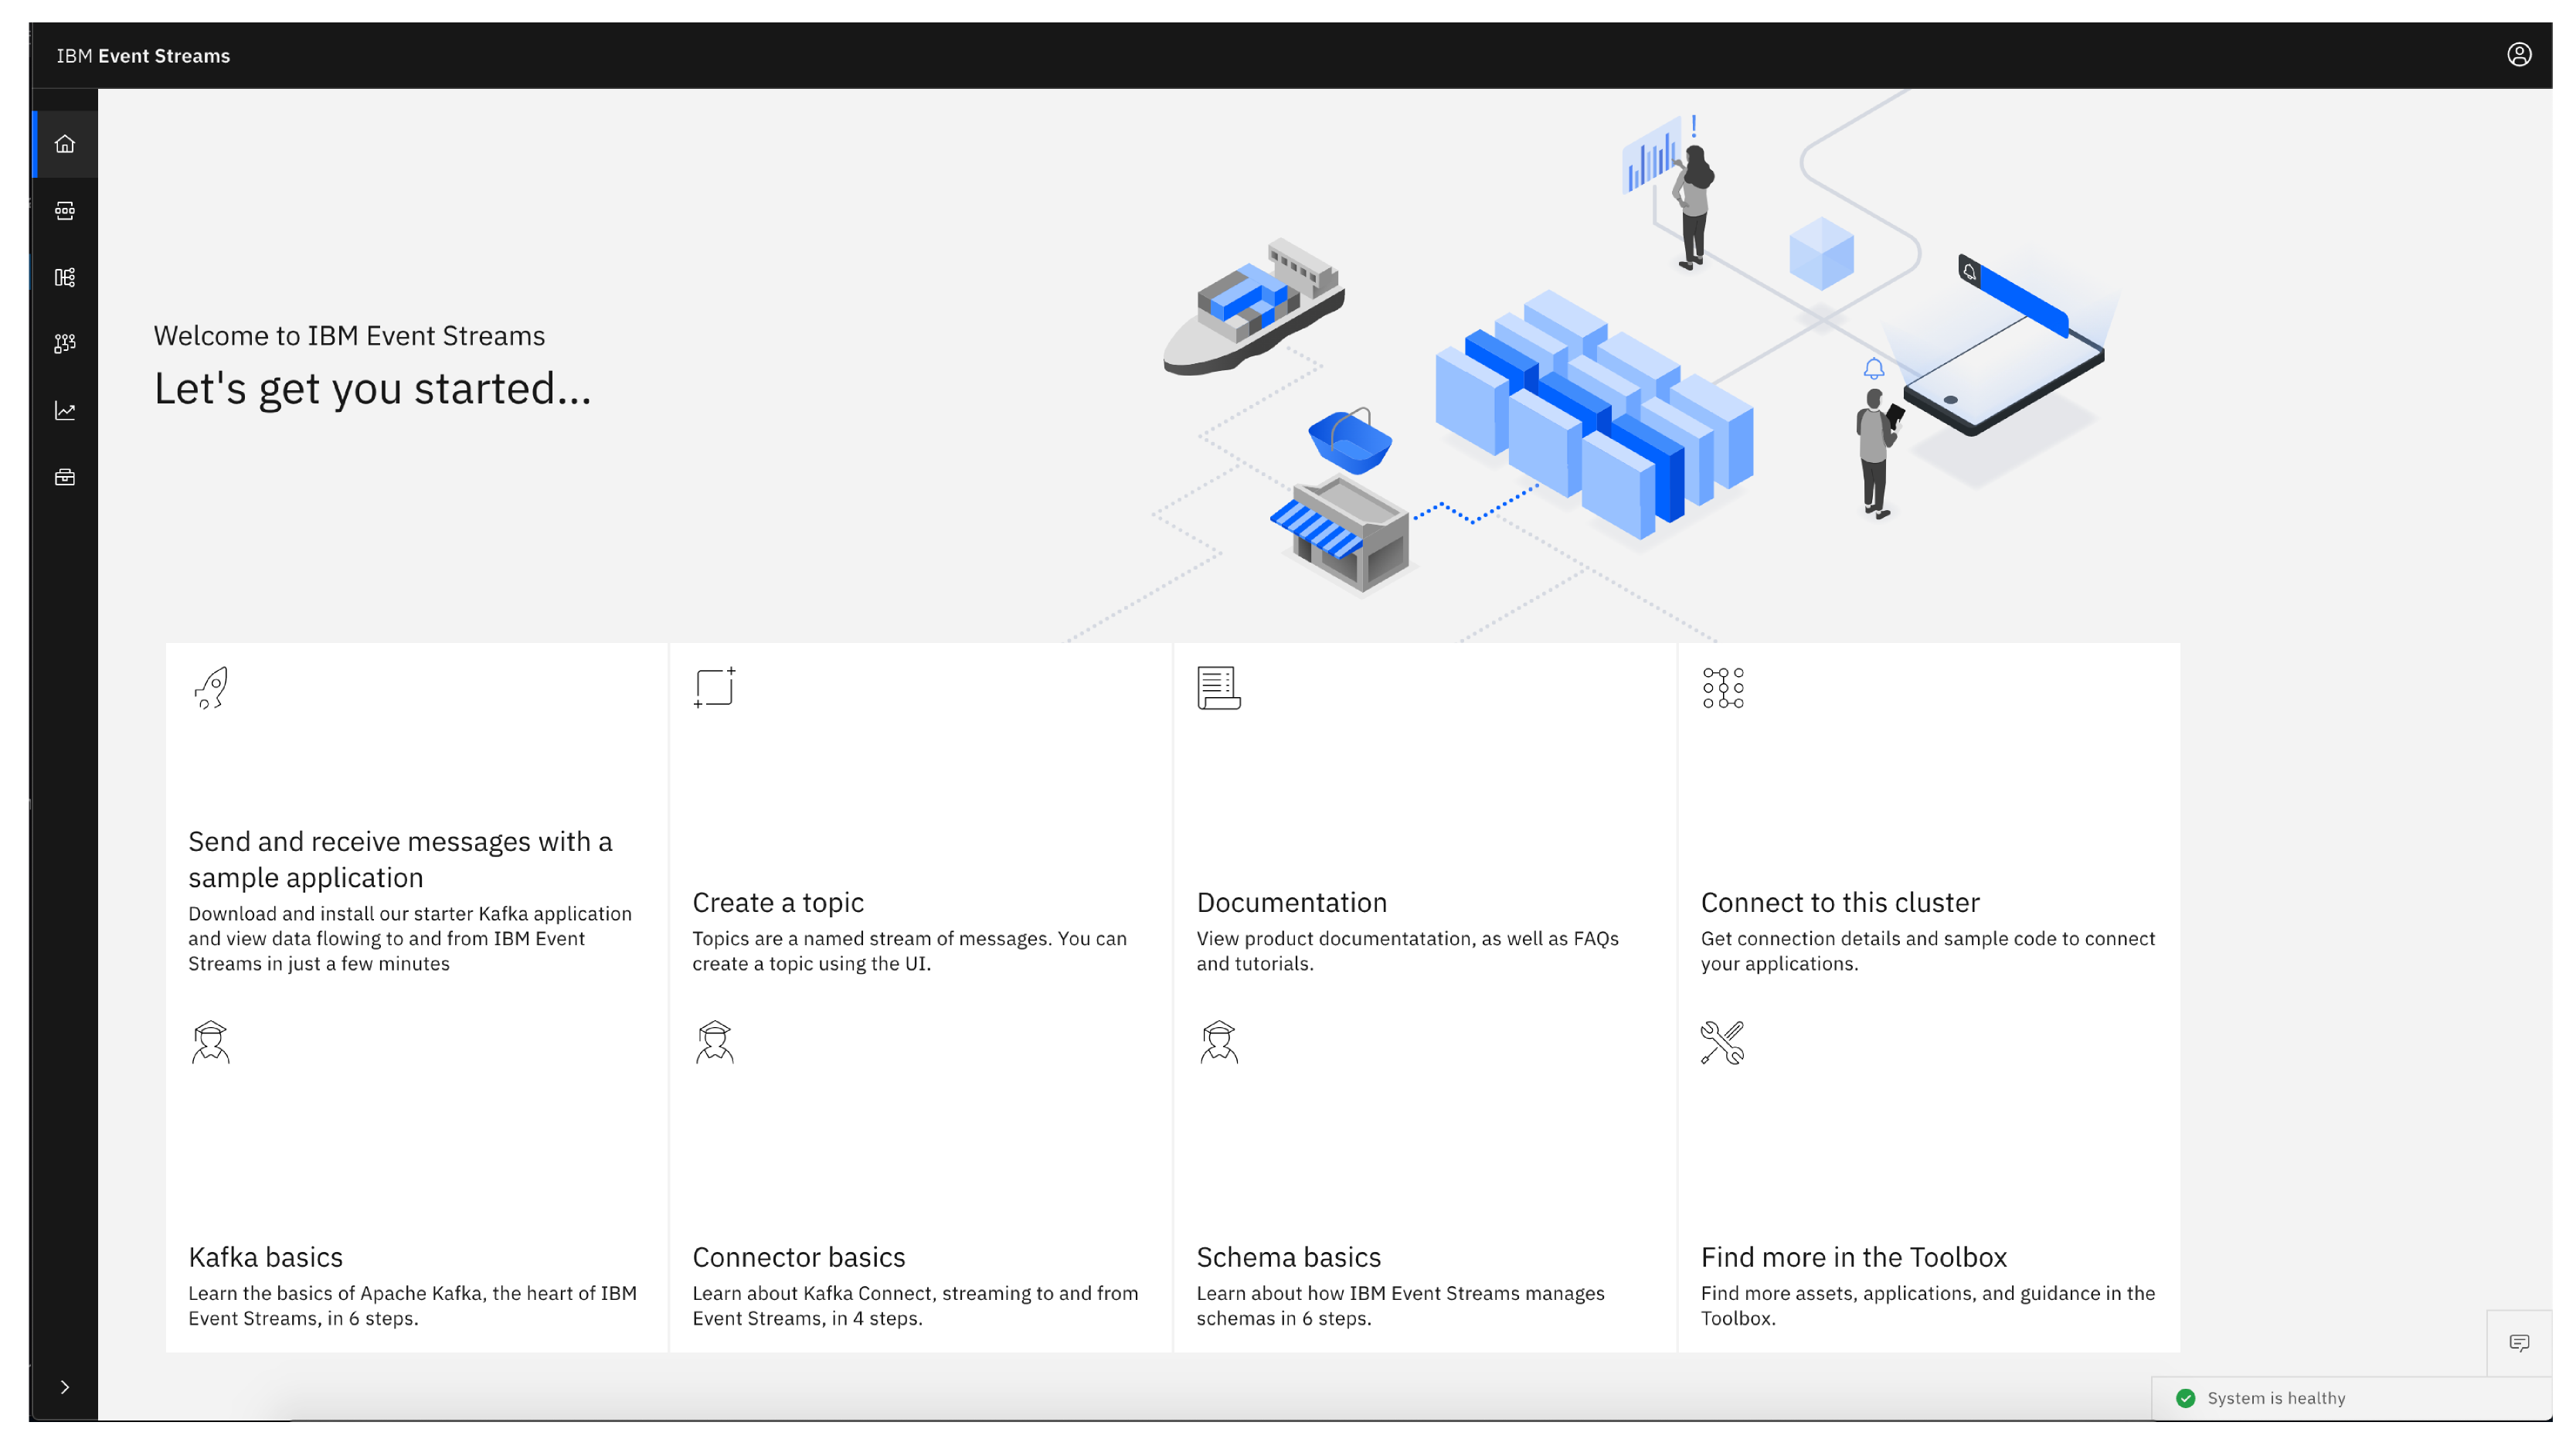 IBM Event Streams
Welcome to IBM Event Streams
Let's get you started...
Send and receive messages with a
sample application
Download and install our starter Kafka application
and view data flowing to and from IBM Event
Streams in just a few minutes
Create a topic
Topics are a named stream of messages. You can
create a topic using the UI.
Documentation
View product documentatation, as well as FAQs
and tutorials.
Connect to this cluster
Get connection details and sample code to connect
your applications.
Kafka basics
Learn the basics of Apache Kafka, the heart of IBM
Event Streams, in 6 steps.
Connector basics
Learn about Kafka Connect, streaming to and from
Event Streams, in 4 steps.
Schema basics
Learn about how IBM Event Streams manages
schemas in 6 steps.
Find more in the Toolbox
Find more assets, applications, and guidance in the
Toolbox.
System is healthy